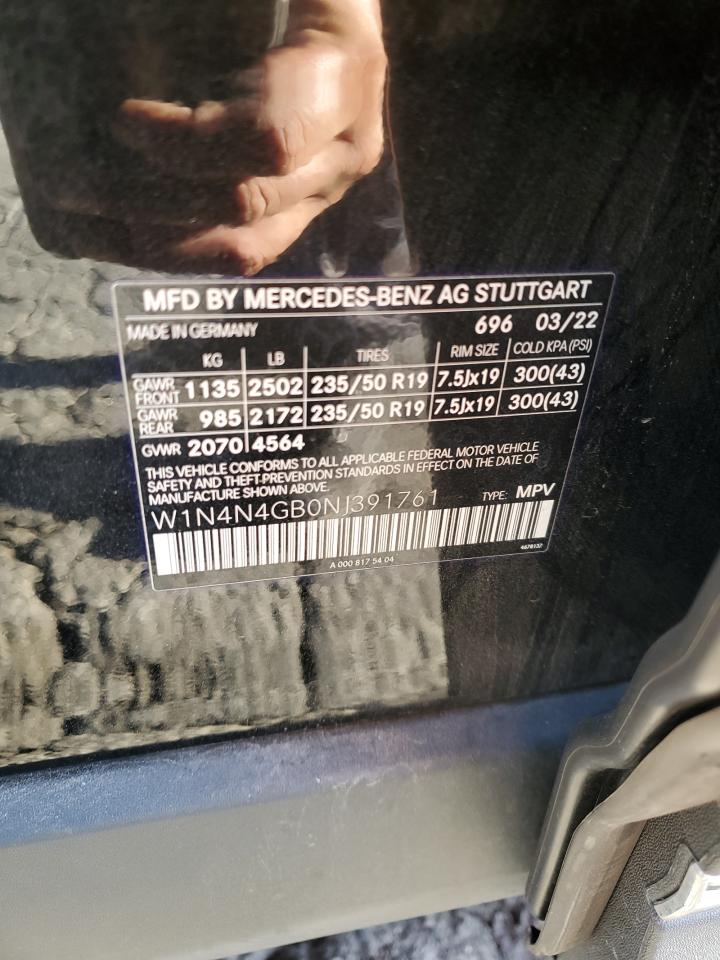 MFD BY MERCEDES-BENZ AG STUTTGART
MADE IN GERMANY 696 03/22
KG LB TIRES RIM SIZE COLD KPA (PSI)
GAWR FRONT 1135 2502 235/50 R19 7.5Jx19 300(43)
GAWR REAR 985 2172 235/50 R19 7.5Jx19 300(43)
GVWR 2070 4564
THIS VEHICLE CONFORMS TO ALL APPLICABLE FEDERAL MOTOR VEHICLE
SAFETY AND THEFT-PREVENTION STANDARDS IN EFFECT ON THE DATE OF
MANUFACTURE SHOWN ABOVE.
W1N4N4GB0NJ391761 TYPE: MPV
A 000 817 54 04 4678132